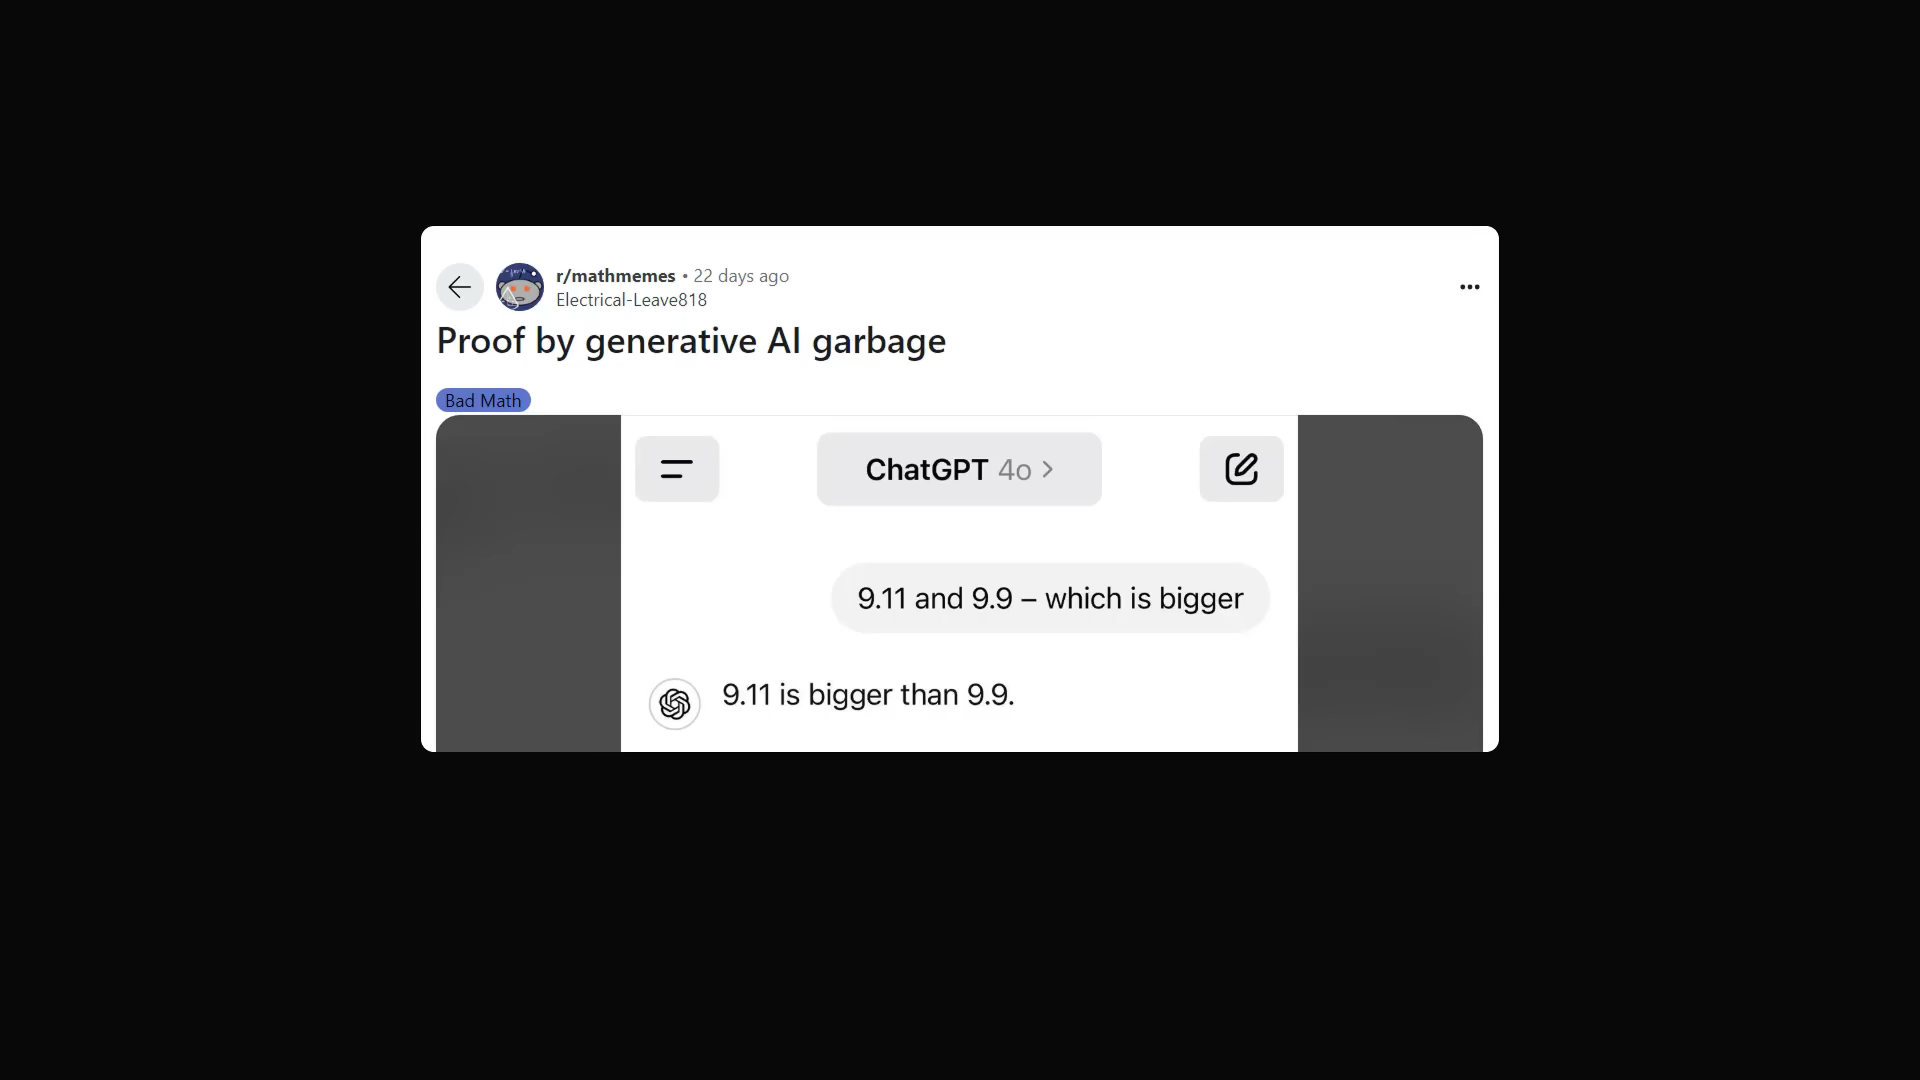 r/mathmemes • 22 days ago
Electrical-Leave818
Proof by generative AI garbage
Bad Math
ChatGPT 4o >
9.11 and 9.9 – which is bigger
9.11 is bigger than 9.9.